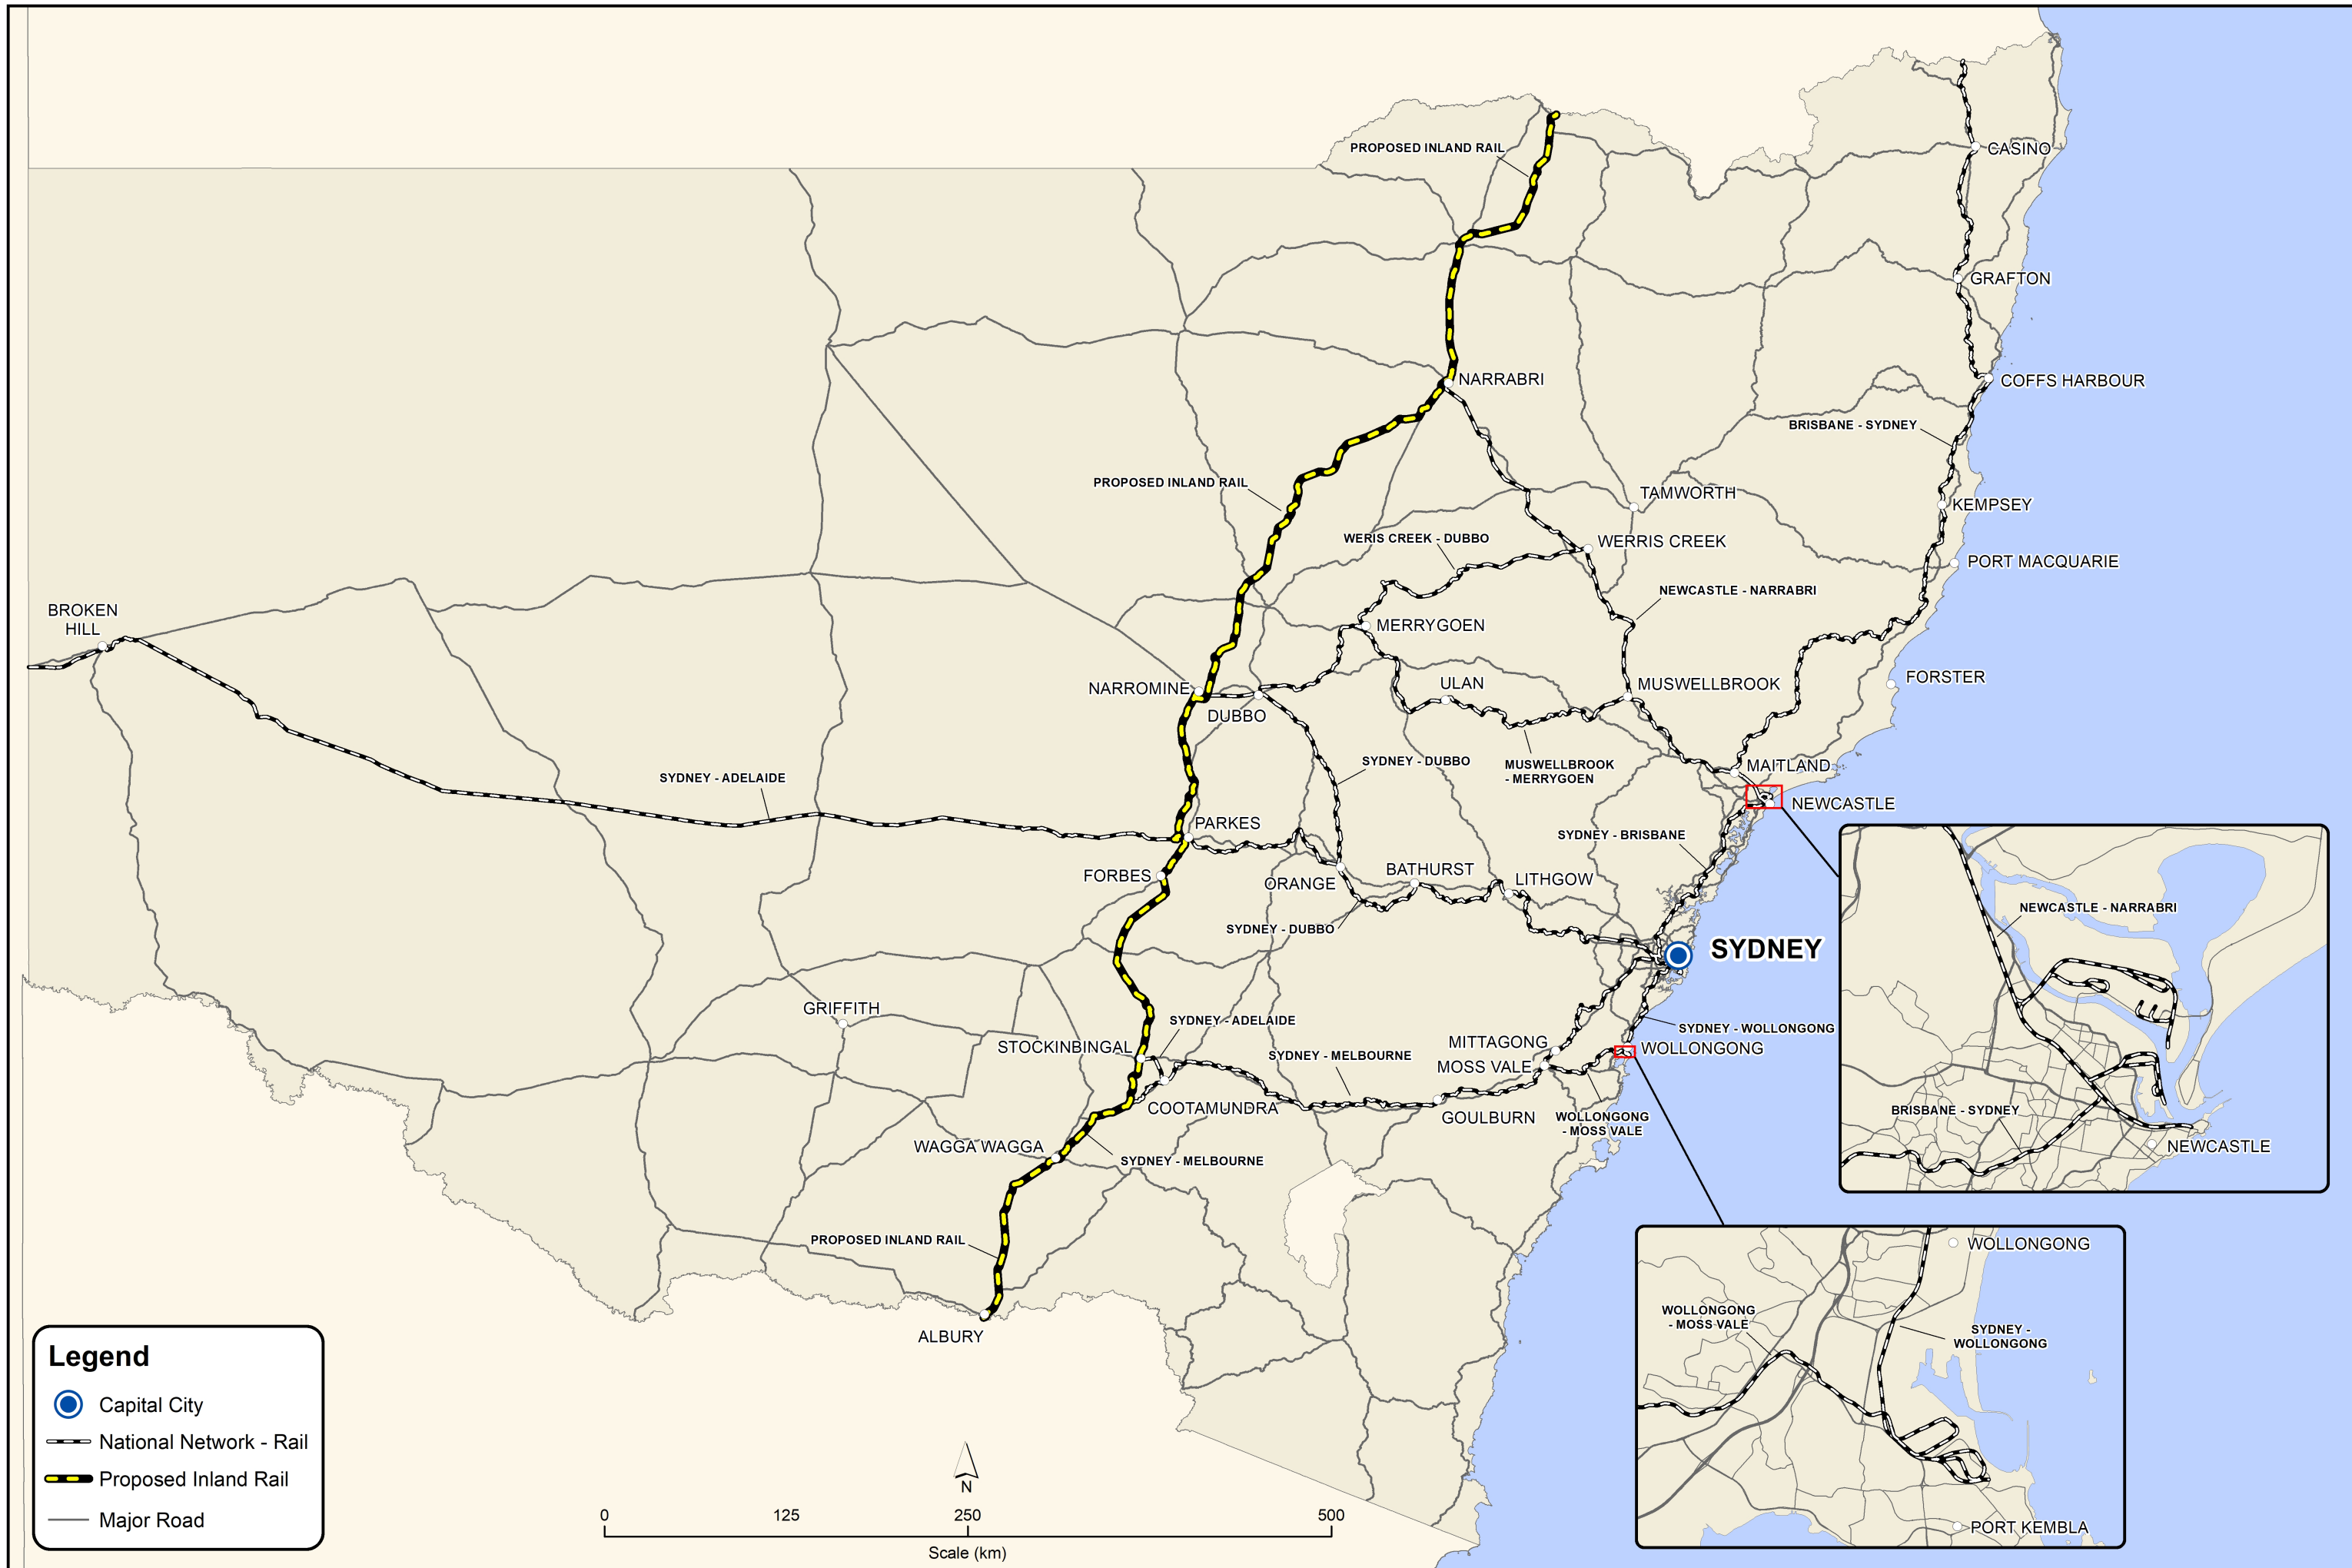 PROPOSED INLAND RAIL
CASINO
GRAFTON
NARRABRI
COFFS HARBOUR
BRISBANE - SYDNEY
PROPOSED INLAND RAIL
TAMWORTH
KEMPSEY
WERIS CREEK - DUBBO
WERRIS CREEK
PORT MACQUARIE
NEWCASTLE - NARRABRI
BROKEN
HILL
MERRYGOEN
FORSTER
NARROMINE
ULAN
MUSWELLBROOK
DUBBO
SYDNEY - DUBBO
MUSWELLBROOK
- MERRYGOEN
MAITLAND
SYDNEY - ADELAIDE
NEWCASTLE
PARKES
SYDNEY - BRISBANE
FORBES
ORANGE
BATHURST
LITHGOW
SYDNEY - DUBBO
SYDNEY
GRIFFITH
SYDNEY - ADELAIDE
SYDNEY - WOLLONGONG
STOCKINBINGAL
SYDNEY - MELBOURNE
MITTAGONG
WOLLONGONG
MOSS VALE
COOTAMUNDRA
GOULBURN
WOLLONGONG
- MOSS VALE
WAGGA WAGGA
SYDNEY - MELBOURNE
PROPOSED INLAND RAIL
ALBURY
NEWCASTLE - NARRABRI
BRISBANE - SYDNEY
NEWCASTLE
WOLLONGONG
WOLLONGONG
- MOSS VALE
SYDNEY -
WOLLONGONG
PORT KEMBLA
Legend
Capital City
National Network - Rail
Proposed Inland Rail
Major Road
N
0 125 250 500
Scale (km)